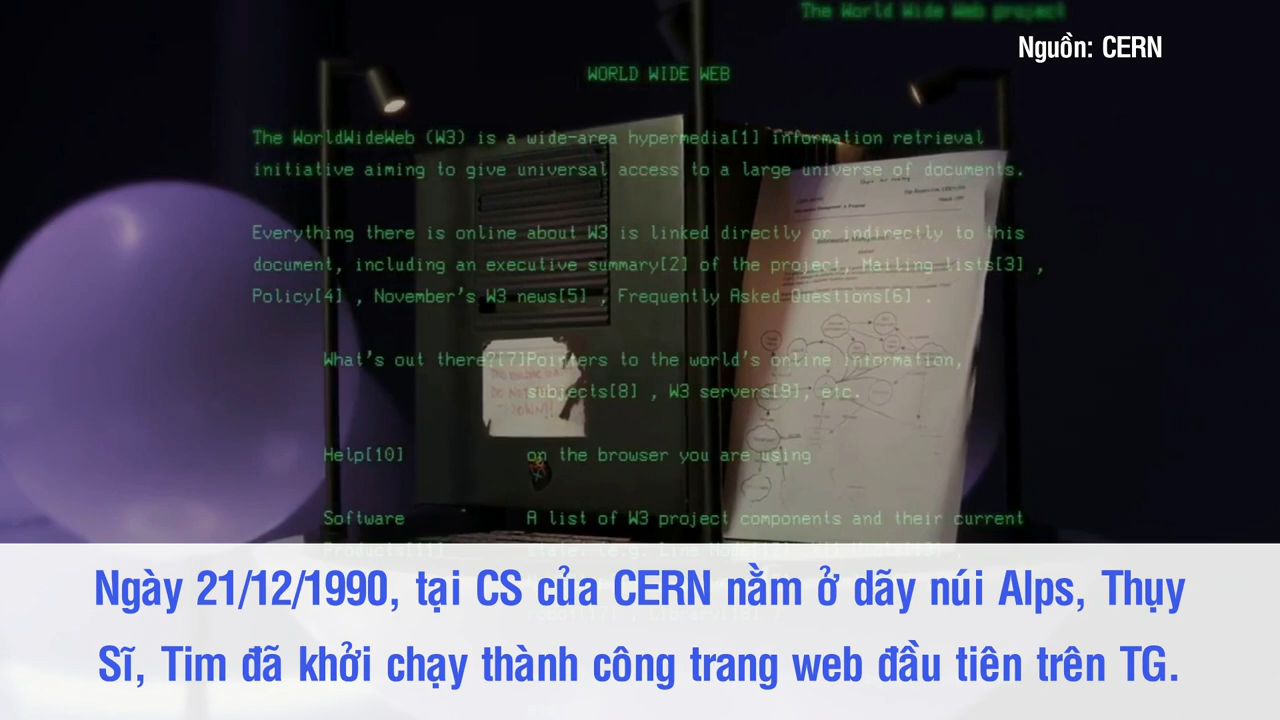 The World Wide Web project
Nguồn: CERN
WORLD WIDE WEB
The WorldWideWeb (W3) is a wide-area hypermedia[1] information retrieval
initiative aiming to give universal access to a large universe of documents.
Everything there is online about W3 is linked directly or indirectly to this
document, including an executive summary[2] of the project, Mailing lists[3] ,
Policy[4] , November's W3 news[5] , Frequently Asked Questions[6] .
What's out there?[7]Pointers to the world's online information,
subjects[8] , W3 servers[9], etc.
Help[10] on the browser you are using
Software A list of W3 project components and their current
Products[11] state. (e.g. Line Mode[12]
Ngày 21/12/1990, tại CS của CERN nằm ở dãy núi Alps, Thụy
Sĩ, Tim đã khởi chạy thành công trang web đầu tiên trên TG.